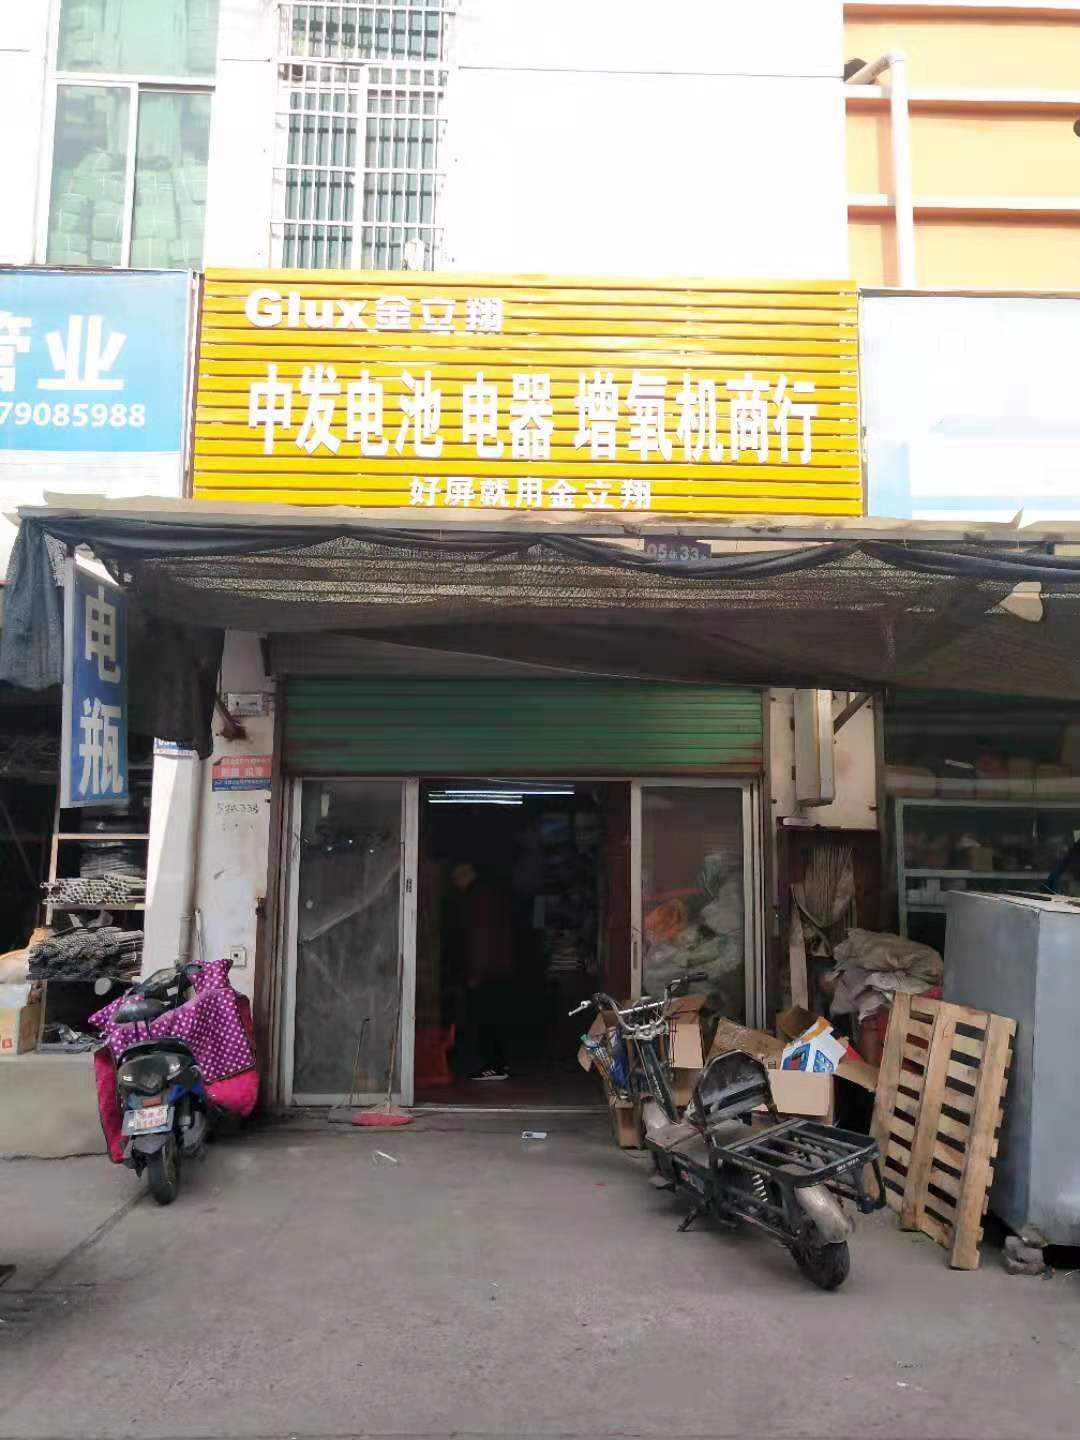 Glux金立翔
中发电池 电器 增氧机商行
好屏就用金立翔
管业
79085988
电瓶